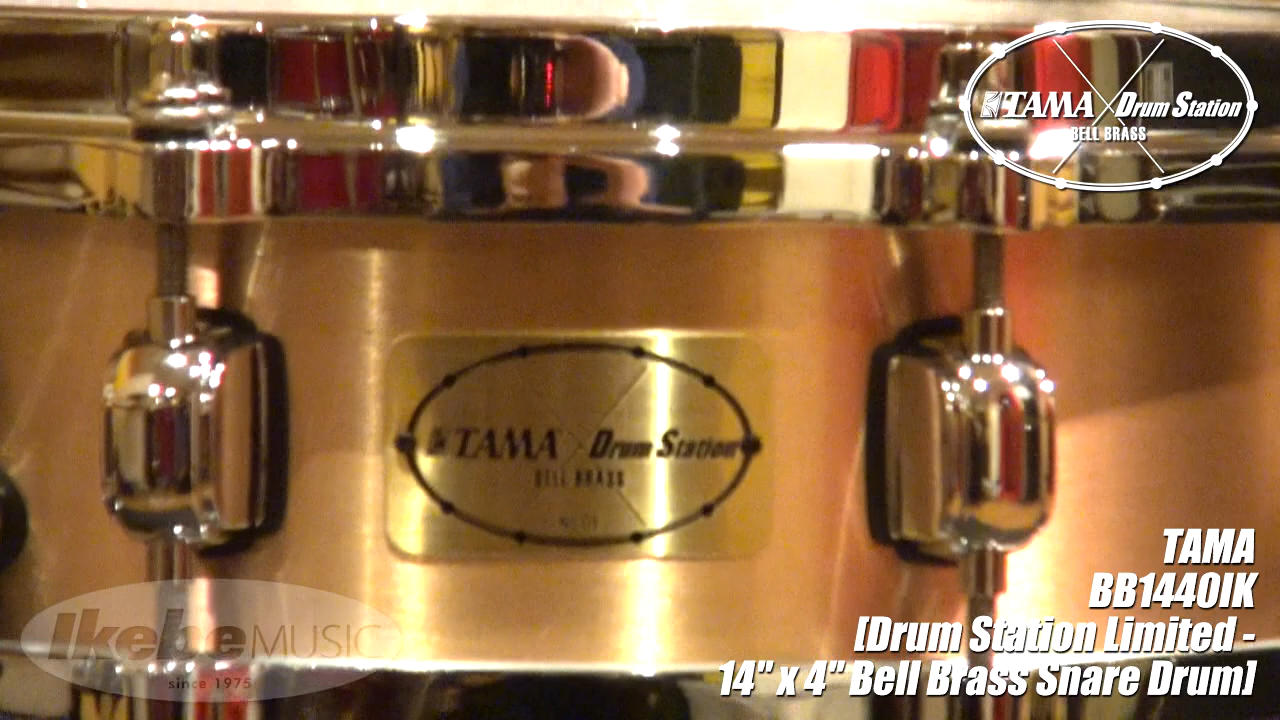 TAMA Drum Station
BELL BRASS
TAMA Drum Station
BELL BRASS
TAMA
BB1440IK
[Drum Station Limited -
14" x 4" Bell Brass Snare Drum]
Ikebe MUSIC
since 1975